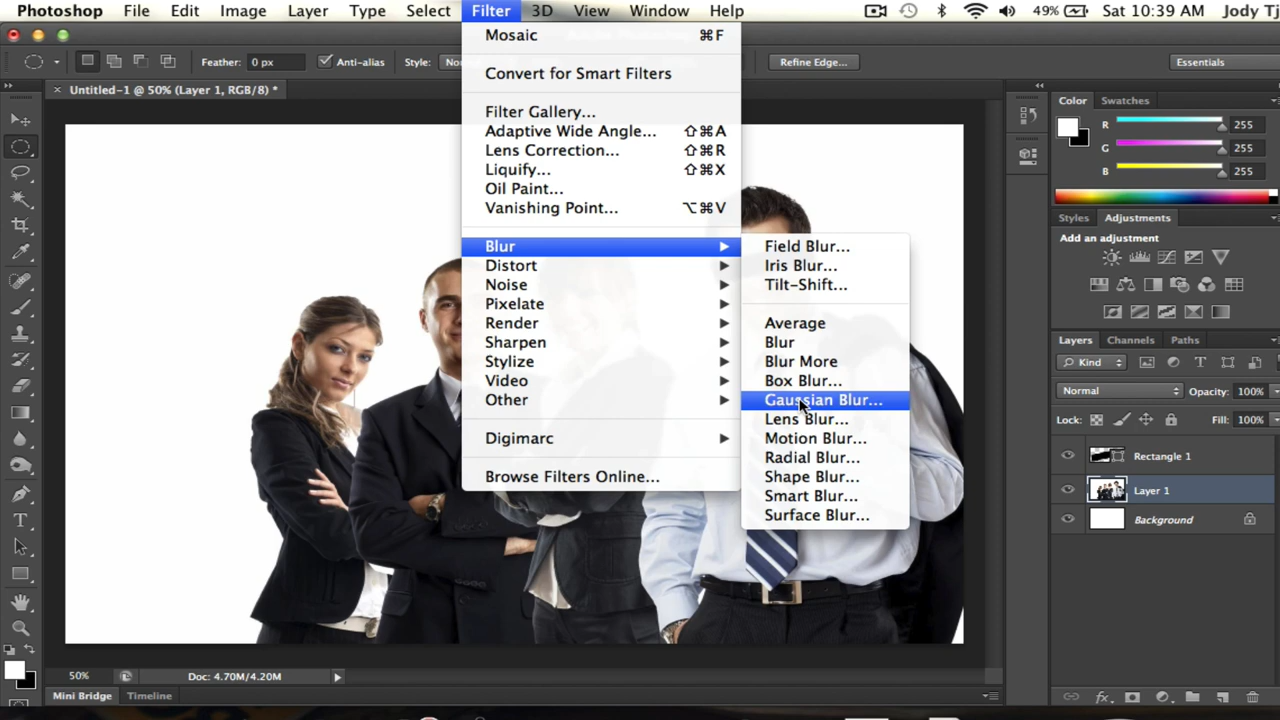 Photoshop File Edit Image Layer Type Select Filter 3D View Window Help 49% Sat 10:39 AM Jody Tj
Feather: 0 px Anti-alias Style: No Refine Edge... Essentials
× Untitled-1 @ 50% (Layer 1, RGB/8) *
Mosaic ⌘F
Convert for Smart Filters
Filter Gallery...
Adaptive Wide Angle... ⇧⌘A
Lens Correction... ⇧⌘R
Liquify... ⇧⌘X
Oil Paint...
Vanishing Point... ⌥⌘V
Blur
Distort
Noise
Pixelate
Render
Sharpen
Stylize
Video
Other
Digimarc
Browse Filters Online...
Field Blur...
Iris Blur...
Tilt-Shift...
Average
Blur
Blur More
Box Blur...
Gaussian Blur...
Lens Blur...
Motion Blur...
Radial Blur...
Shape Blur...
Smart Blur...
Surface Blur...
Color Swatches
R 255
G 255
B 255
Styles Adjustments
Add an adjustment
Layers Channels Paths
Kind
Normal Opacity: 100%
Lock: Fill: 100%
Rectangle 1
Layer 1
Background
50% Doc: 4.70M/4.20M
Mini Bridge Timeline